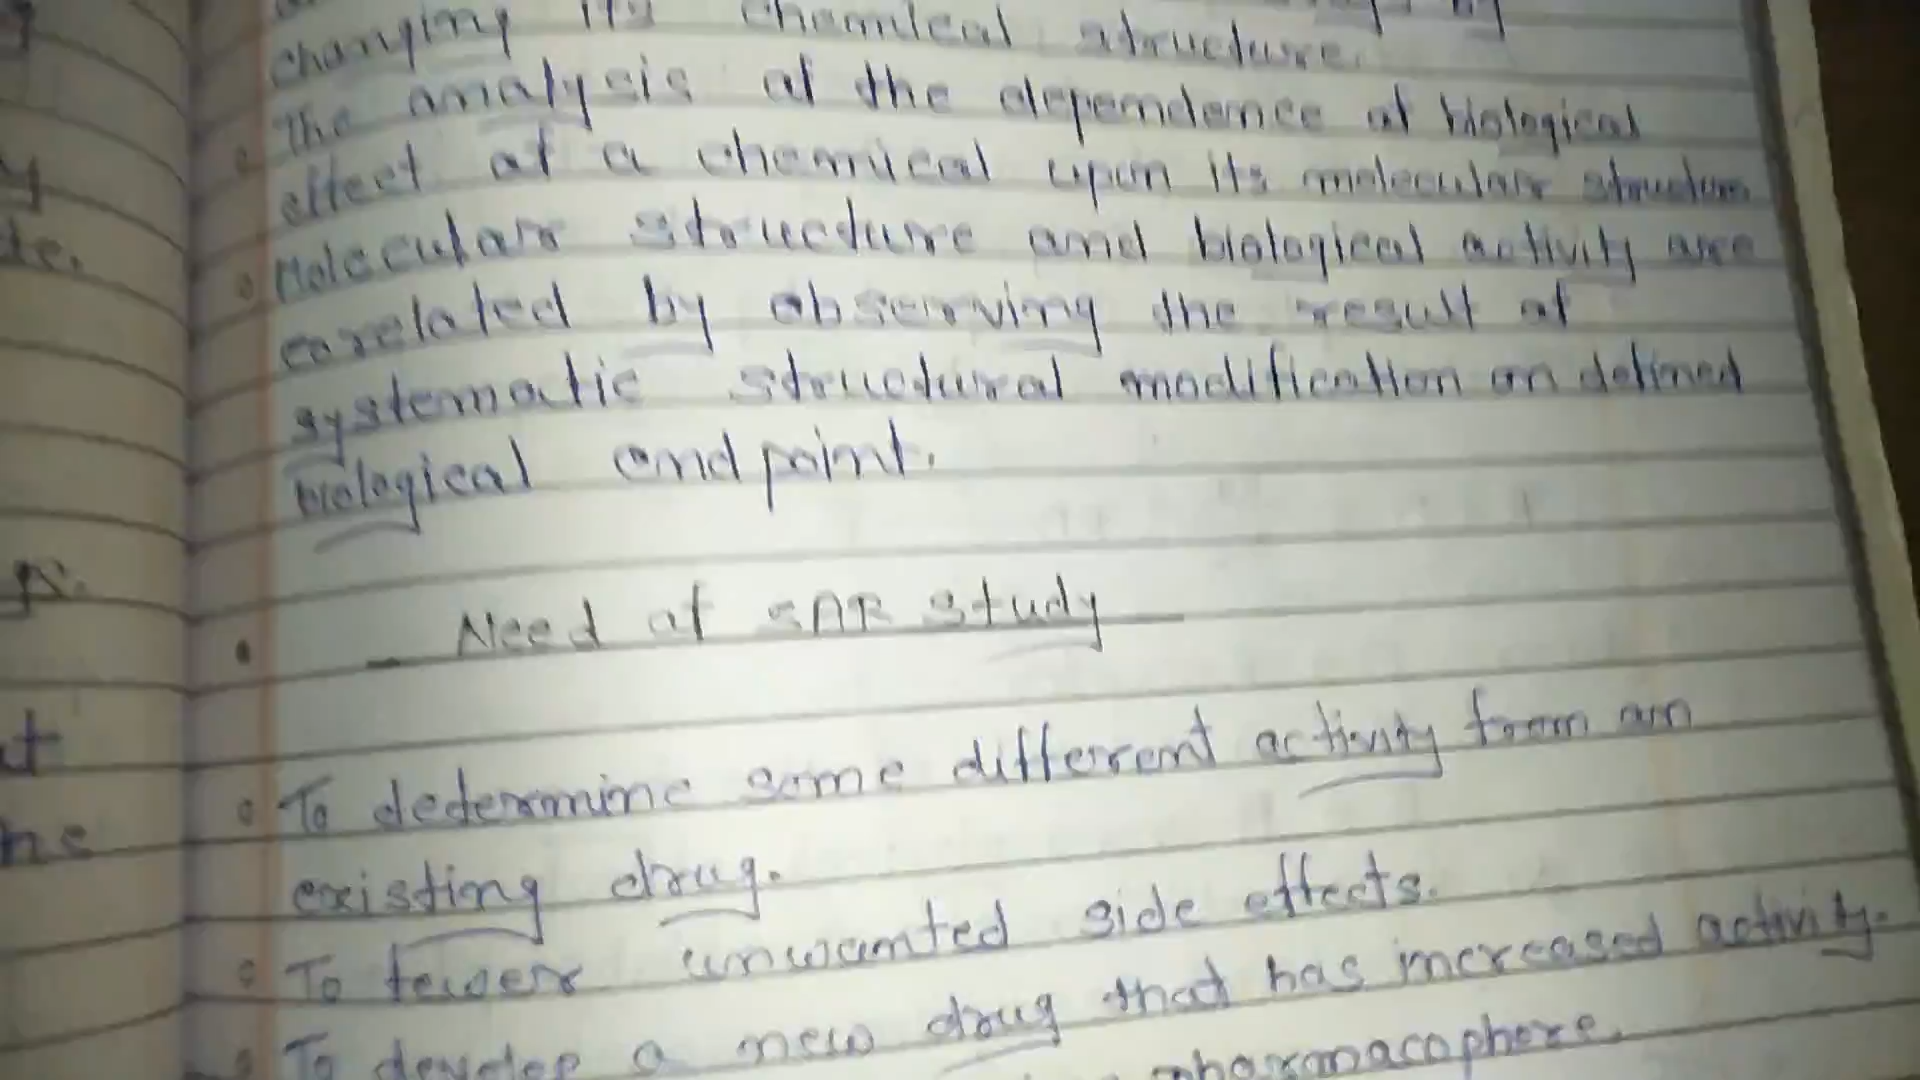 changing its chemical structure.
The analysis of the dependence of biological
effect of a chemical upon its molecular structure
Molecular structure and biological activity are
corelated by observing the result of
systematic structural modification on defined
biological end point.
Need of SAR study
To determine some different activity from an
existing drug.
To fewer unwanted side effects.
To develop a new drug that has increased activity.
pharmacophore.